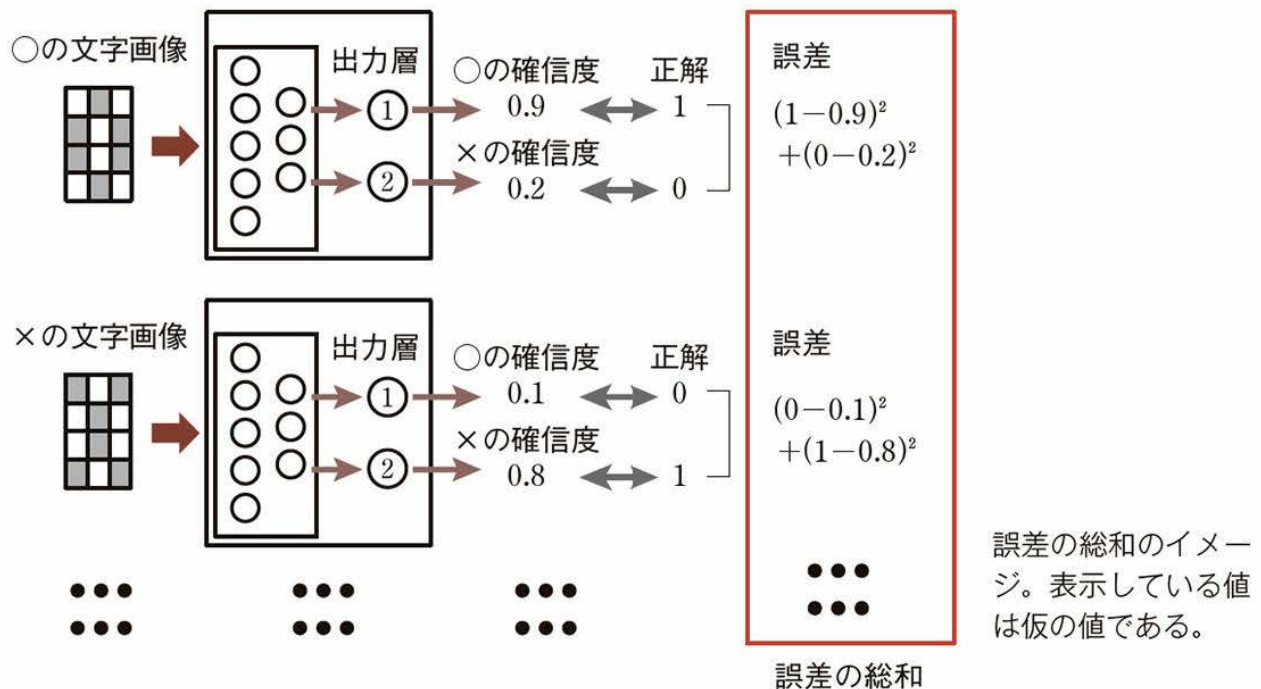 ○の文字画像
出力層
①
②
○の確信度
0.9
×の確信度
0.2
正解
1
0
誤差
(1−0.9)²
+(0−0.2)²
×の文字画像
出力層
①
②
○の確信度
0.1
×の確信度
0.8
正解
0
1
誤差
(0−0.1)²
+(1−0.8)²
誤差の総和
誤差の総和のイメー
ジ。表示している値
は仮の値である。